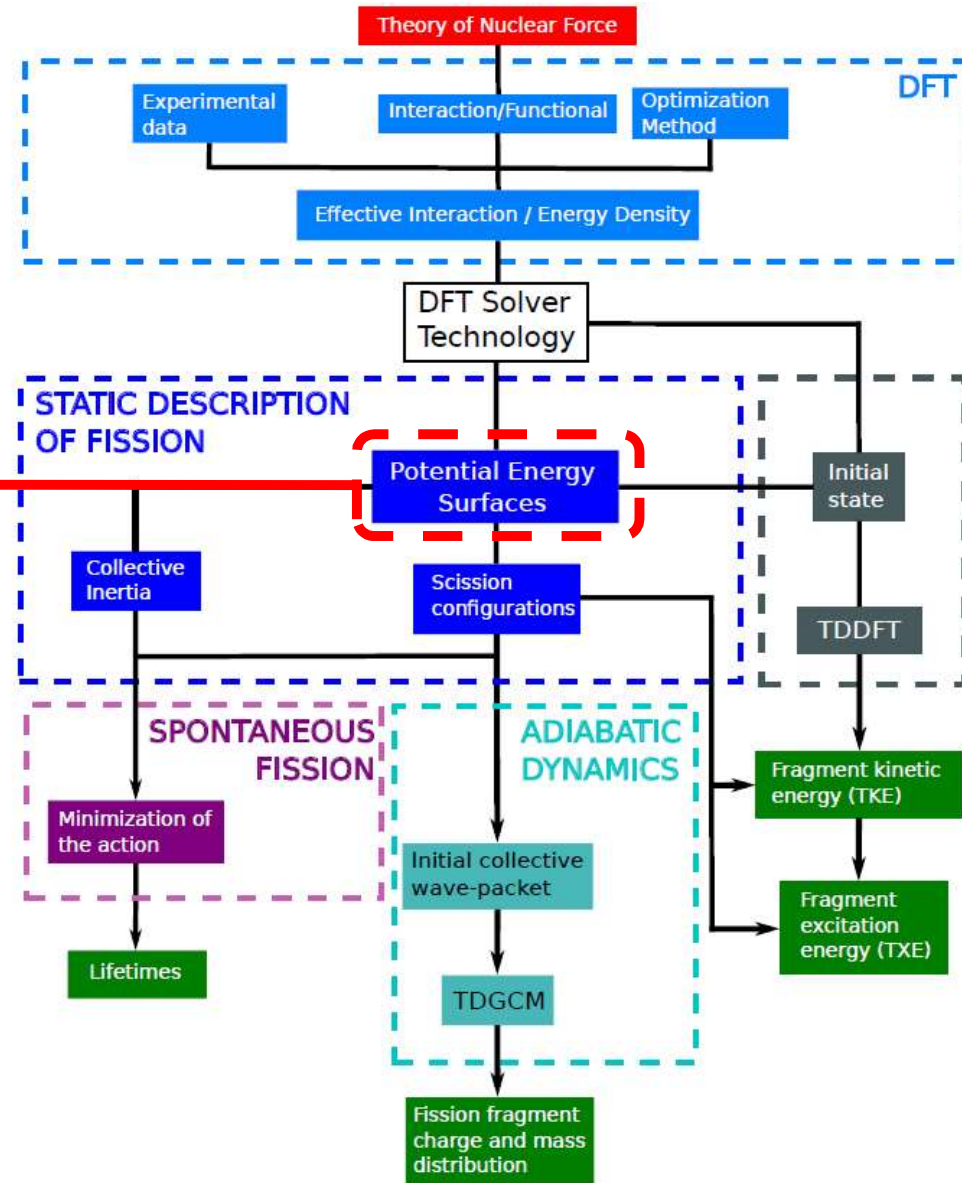 Theory of Nuclear Force
DFT
Experimental
data
Interaction/Functional
Optimization
Method
Effective Interaction / Energy Density
DFT Solver
Technology
STATIC DESCRIPTION
OF FISSION
Potential Energy
Surfaces
Initial
state
Collective
Inertia
Scission
configurations
TDDFT
SPONTANEOUS
FISSION
ADIABATIC
DYNAMICS
Fragment kinetic
energy (TKE)
Minimization of
the action
Initial collective
wave-packet
Fragment
excitation
energy (TXE)
Lifetimes
TDGCM
Fission fragment
charge and mass
distribution